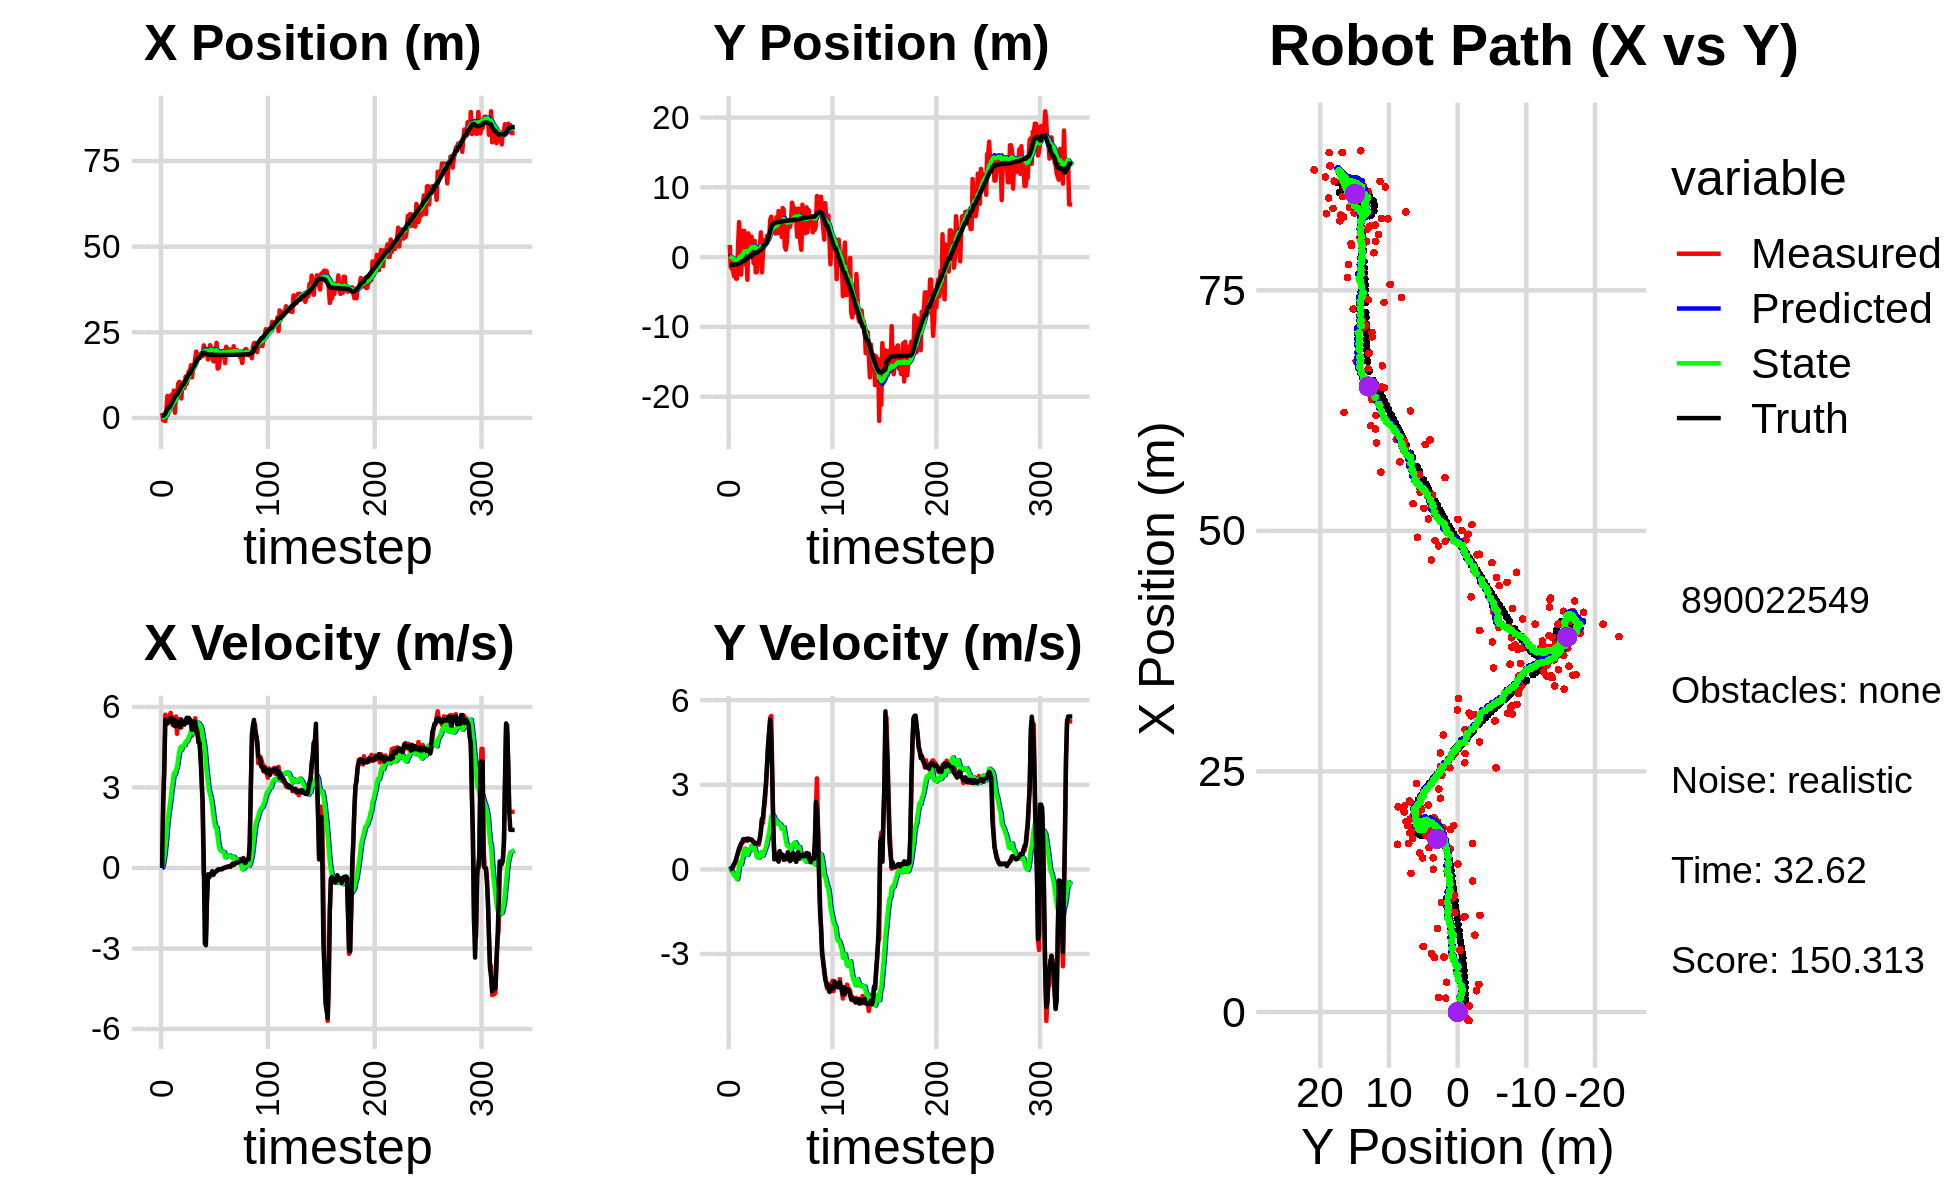 X Position (m)
75
50
25
0
0
100
200
300
timestep
Y Position (m)
20
10
0
-10
-20
0
100
200
300
timestep
X Velocity (m/s)
6
3
0
-3
-6
0
100
200
300
timestep
Y Velocity (m/s)
6
3
0
-3
0
100
200
300
timestep
Robot Path (X vs Y)
X Position (m)
75
50
25
0
20 10 0 -10 -20
Y Position (m)
variable
Measured
Predicted
State
Truth
890022549
Obstacles: none
Noise: realistic
Time: 32.62
Score: 150.313